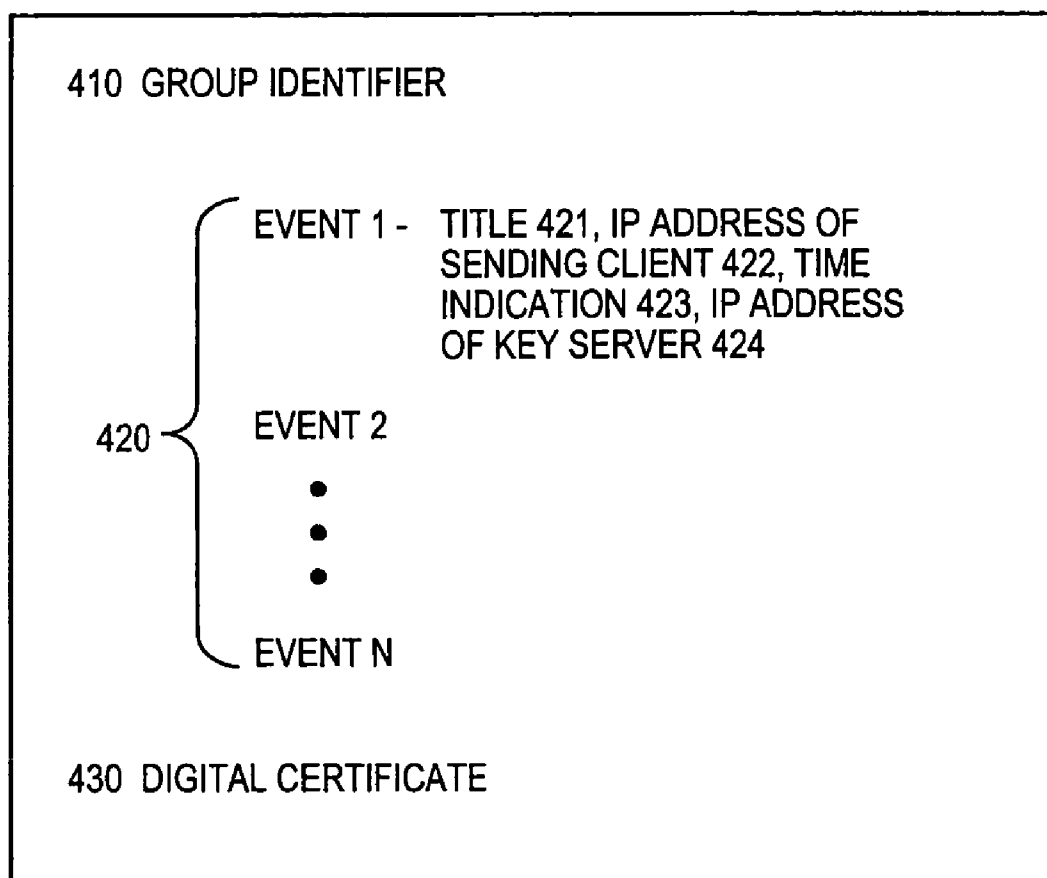 410 GROUP IDENTIFIER
EVENT 1 - TITLE 421, IP ADDRESS OF
SENDING CLIENT 422, TIME
INDICATION 423, IP ADDRESS
OF KEY SERVER 424
420
EVENT 2
EVENT N
430 DIGITAL CERTIFICATE